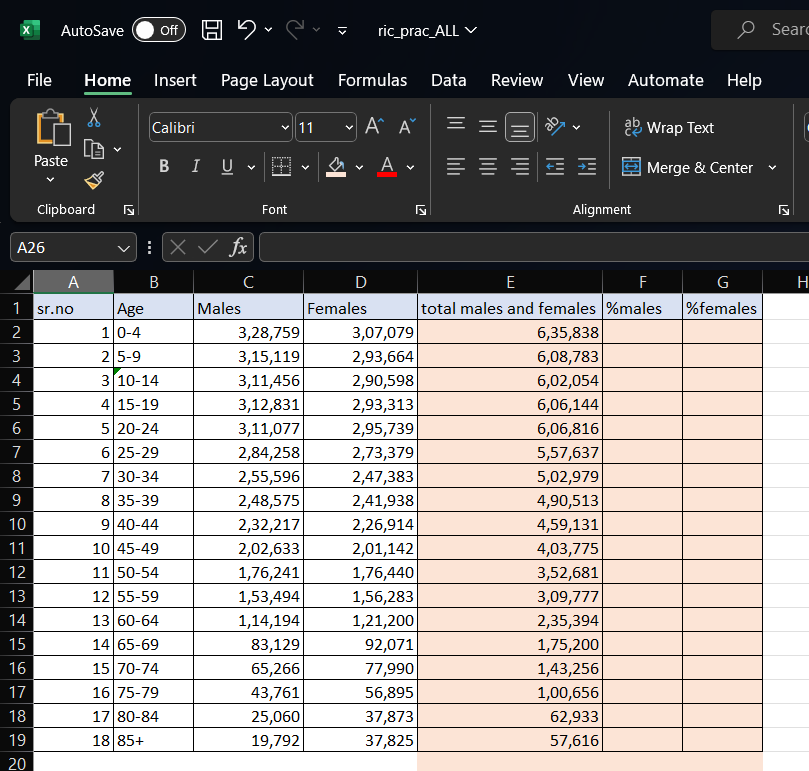 AutoSave Off ric_prac_ALL Sear
File Home Insert Page Layout Formulas Data Review View Automate Help
Calibri 11 A A ab Wrap Text
Paste B I U A Merge & Center
Clipboard Font Alignment
A26 fx
A B C D E F G H
1 sr.no Age Males Females total males and females %males %females
2 1 0-4 3,28,759 3,07,079 6,35,838
3 2 5-9 3,15,119 2,93,664 6,08,783
4 3 10-14 3,11,456 2,90,598 6,02,054
5 4 15-19 3,12,831 2,93,313 6,06,144
6 5 20-24 3,11,077 2,95,739 6,06,816
7 6 25-29 2,84,258 2,73,379 5,57,637
8 7 30-34 2,55,596 2,47,383 5,02,979
9 8 35-39 2,48,575 2,41,938 4,90,513
10 9 40-44 2,32,217 2,26,914 4,59,131
11 10 45-49 2,02,633 2,01,142 4,03,775
12 11 50-54 1,76,241 1,76,440 3,52,681
13 12 55-59 1,53,494 1,56,283 3,09,777
14 13 60-64 1,14,194 1,21,200 2,35,394
15 14 65-69 83,129 92,071 1,75,200
16 15 70-74 65,266 77,990 1,43,256
17 16 75-79 43,761 56,895 1,00,656
18 17 80-84 25,060 37,873 62,933
19 18 85+ 19,792 37,825 57,616
20